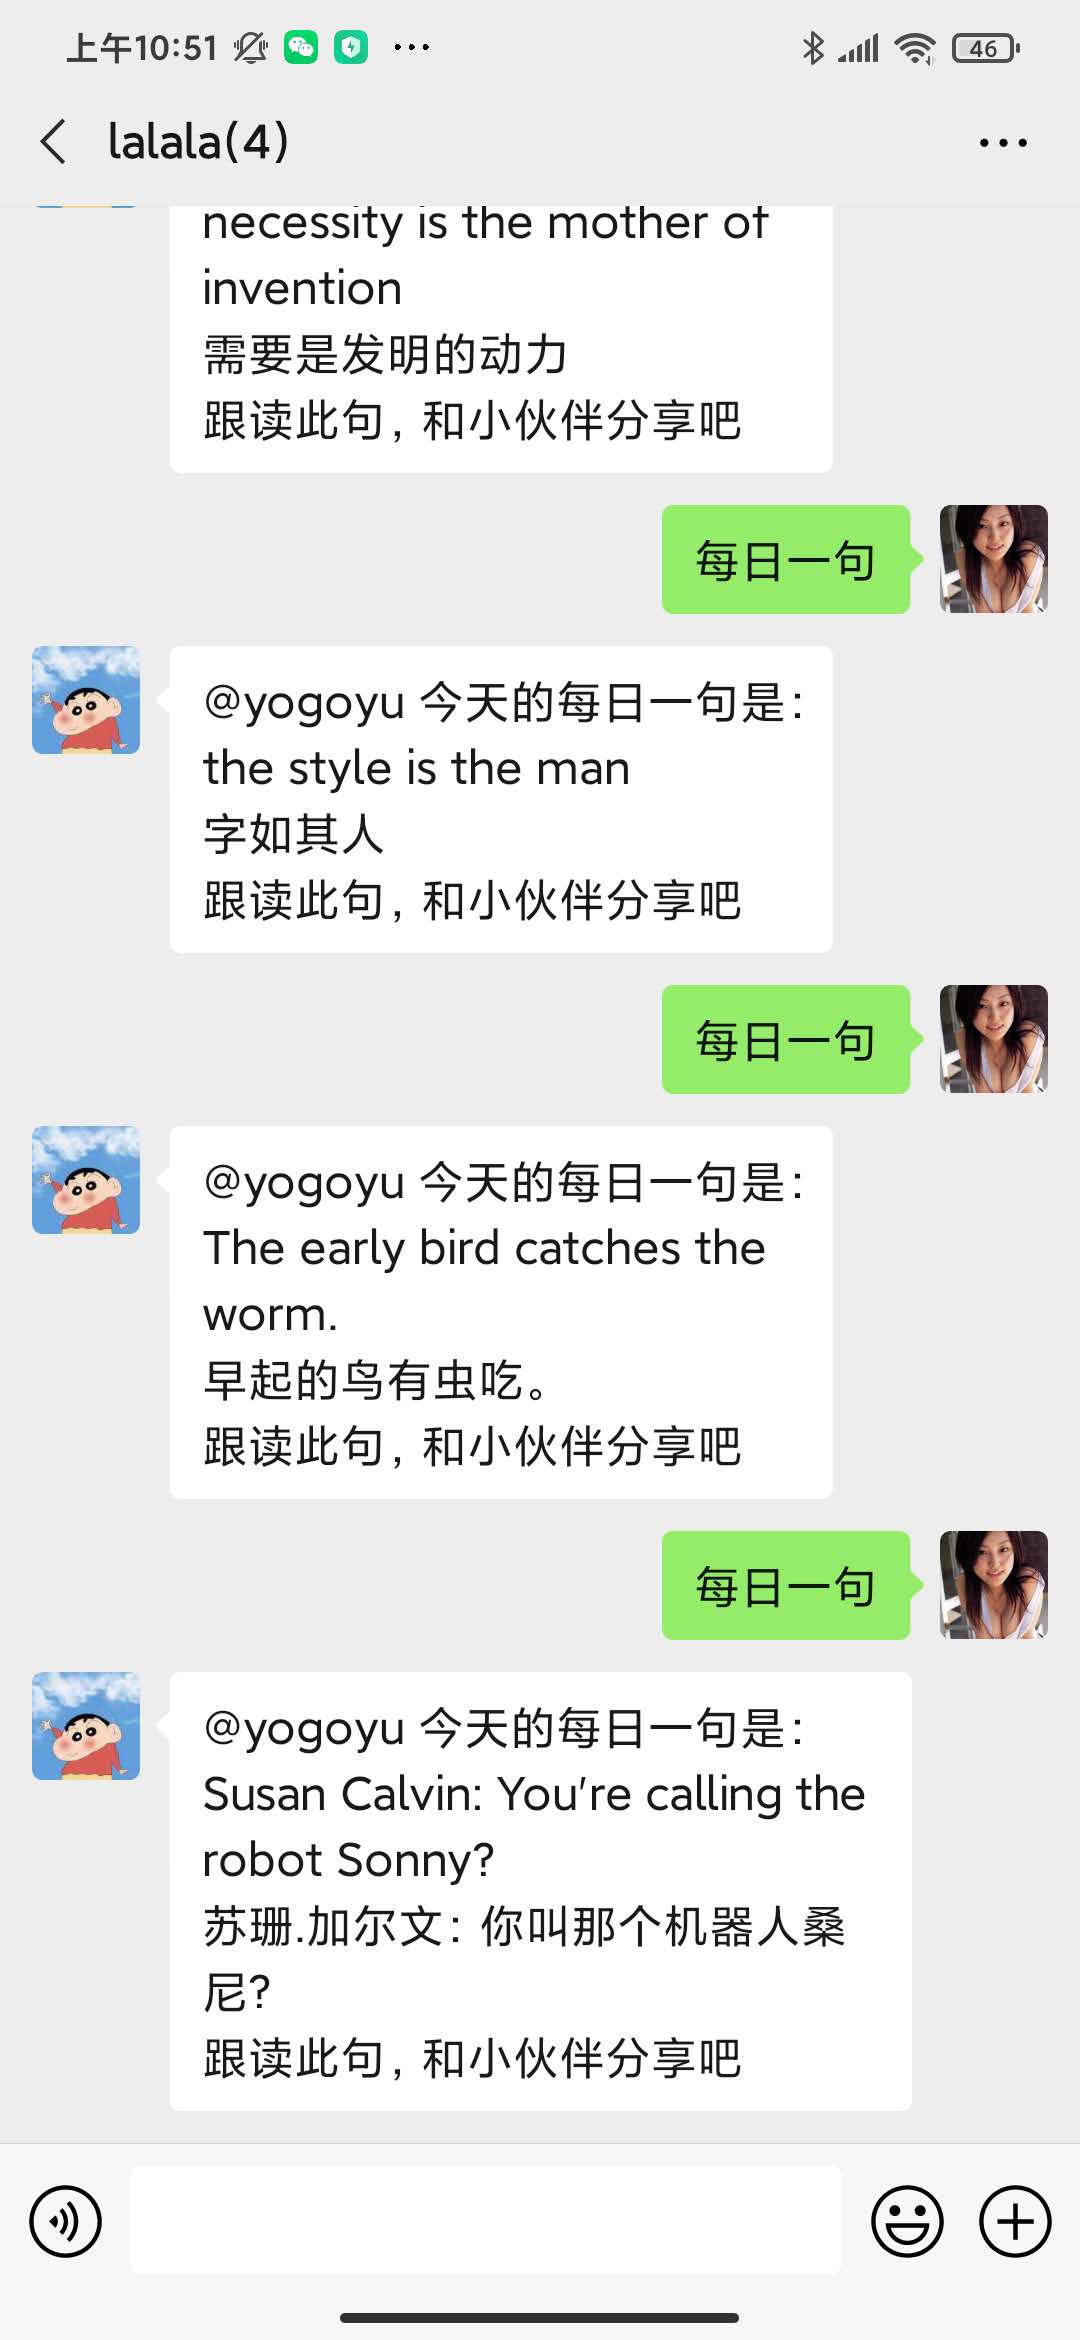 上午10:51
46
lalala(4)
necessity is the mother of
invention
需要是发明的动力
跟读此句，和小伙伴分享吧
每日一句
@yogoyu 今天的每日一句是：
the style is the man
字如其人
跟读此句，和小伙伴分享吧
每日一句
@yogoyu 今天的每日一句是：
The early bird catches the
worm.
早起的鸟有虫吃。
跟读此句，和小伙伴分享吧
每日一句
@yogoyu 今天的每日一句是：
Susan Calvin: You're calling the
robot Sonny?
苏珊.加尔文：你叫那个机器人桑
尼?
跟读此句，和小伙伴分享吧